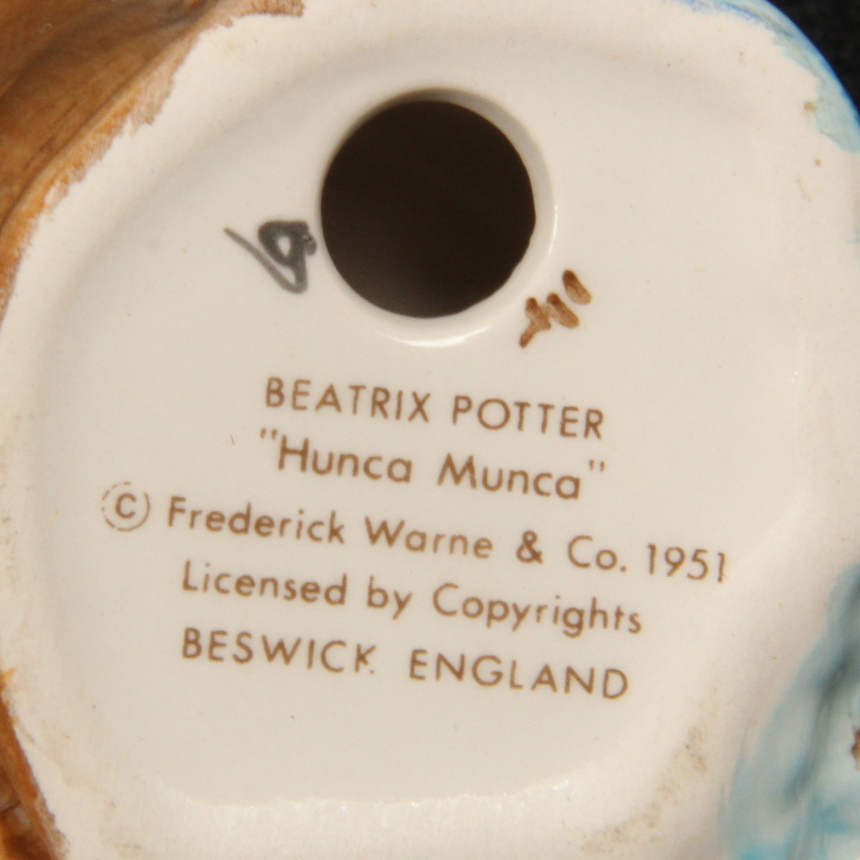 BEATRIX POTTER
"Hunca Munca"
© Frederick Warne & Co. 1951
Licensed by Copyrights
BESWICK ENGLAND